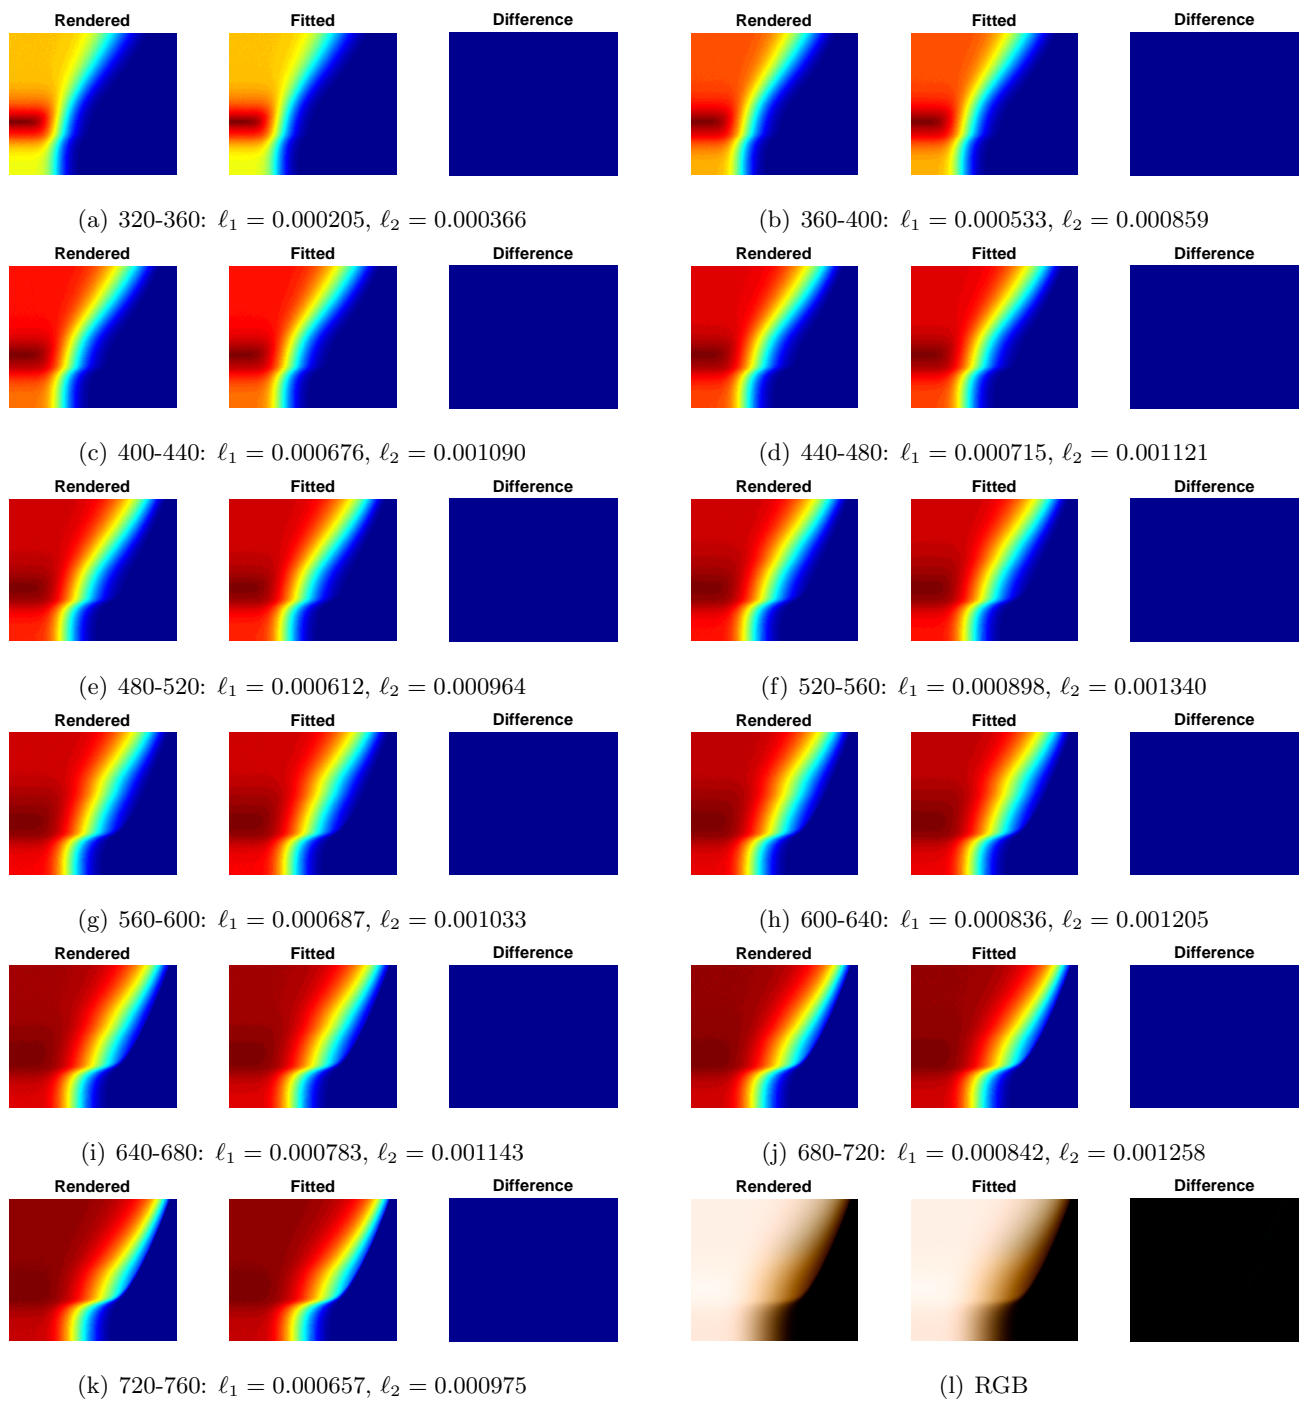 Rendered Fitted Difference Rendered Fitted Difference
(a) 320-360: ℓ1 = 0.000205, ℓ2 = 0.000366 (b) 360-400: ℓ1 = 0.000533, ℓ2 = 0.000859
Rendered Fitted Difference Rendered Fitted Difference
(c) 400-440: ℓ1 = 0.000676, ℓ2 = 0.001090 (d) 440-480: ℓ1 = 0.000715, ℓ2 = 0.001121
Rendered Fitted Difference Rendered Fitted Difference
(e) 480-520: ℓ1 = 0.000612, ℓ2 = 0.000964 (f) 520-560: ℓ1 = 0.000898, ℓ2 = 0.001340
Rendered Fitted Difference Rendered Fitted Difference
(g) 560-600: ℓ1 = 0.000687, ℓ2 = 0.001033 (h) 600-640: ℓ1 = 0.000836, ℓ2 = 0.001205
Rendered Fitted Difference Rendered Fitted Difference
(i) 640-680: ℓ1 = 0.000783, ℓ2 = 0.001143 (j) 680-720: ℓ1 = 0.000842, ℓ2 = 0.001258
Rendered Fitted Difference Rendered Fitted Difference
(k) 720-760: ℓ1 = 0.000657, ℓ2 = 0.000975 (l) RGB